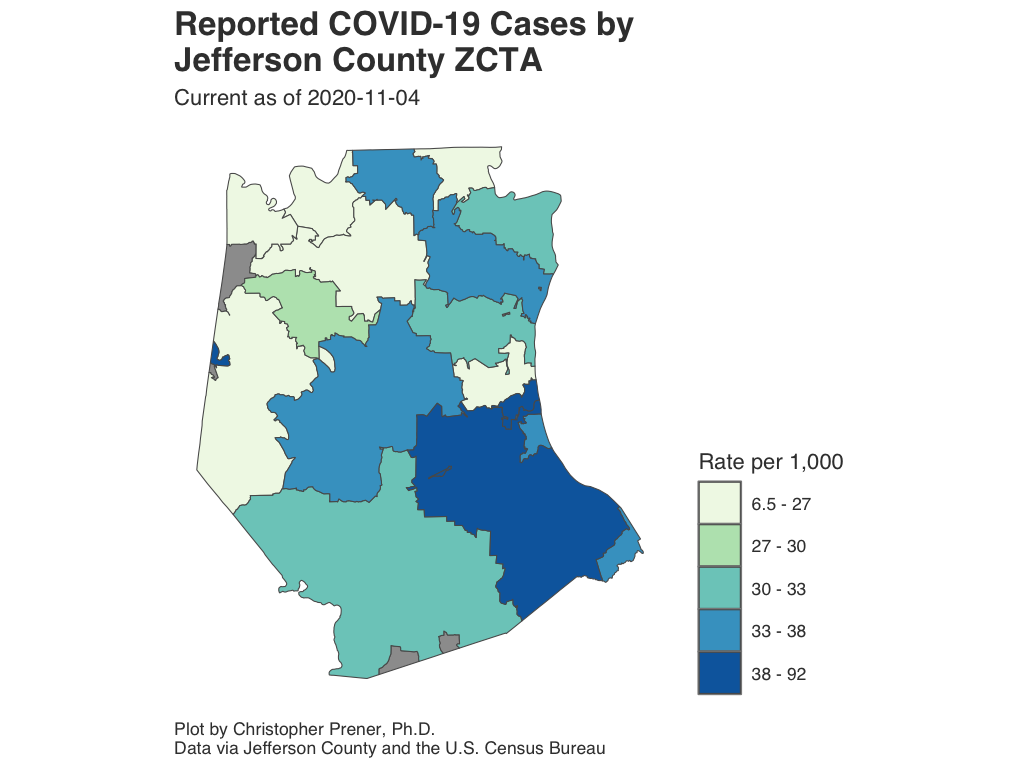 Reported COVID-19 Cases by
Jefferson County ZCTA
Current as of 2020-11-04
Rate per 1,000
6.5 - 27
27 - 30
30 - 33
33 - 38
38 - 92
Plot by Christopher Prener, Ph.D.
Data via Jefferson County and the U.S. Census Bureau